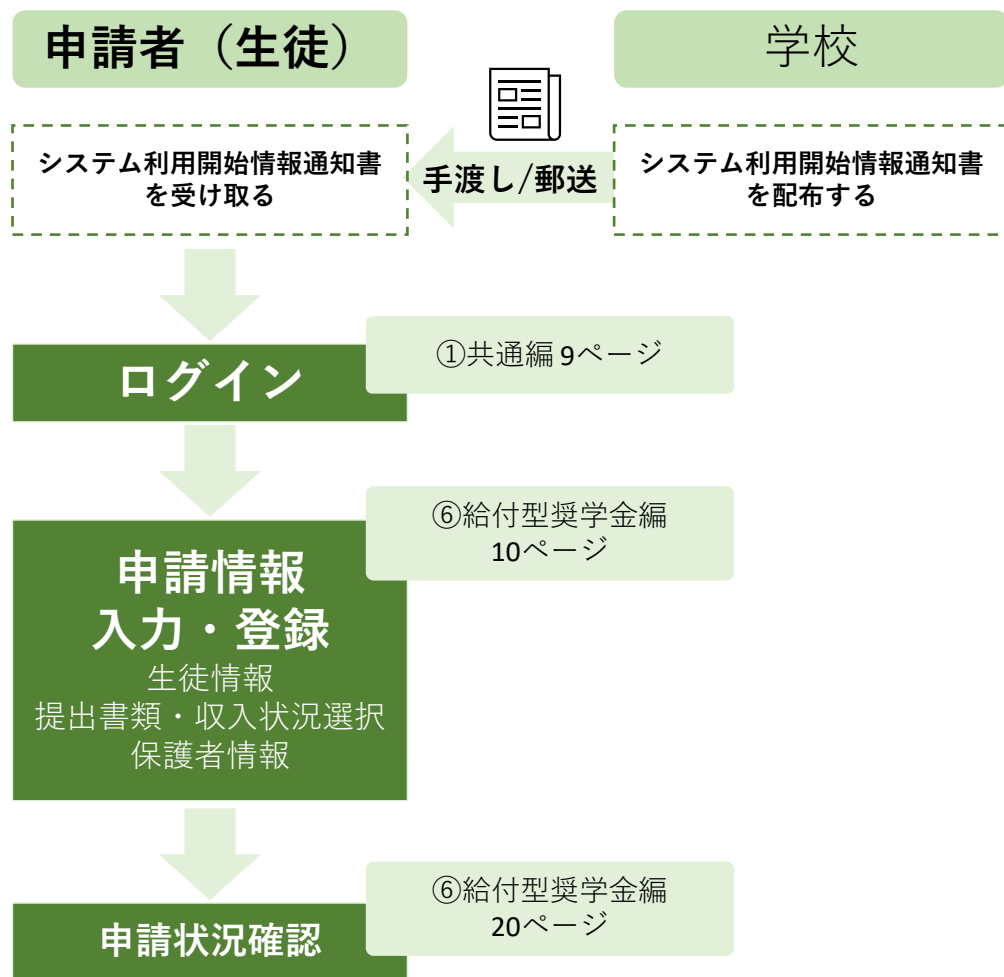 申請者（生徒）
学校
システム利用開始情報通知書
を受け取る
手渡し/郵送
システム利用開始情報通知書
を配布する
ログイン
①共通編 9ページ
申請情報
入力・登録
生徒情報
提出書類・収入状況選択
保護者情報
⑥給付型奨学金編
10ページ
申請状況確認
⑥給付型奨学金編
20ページ